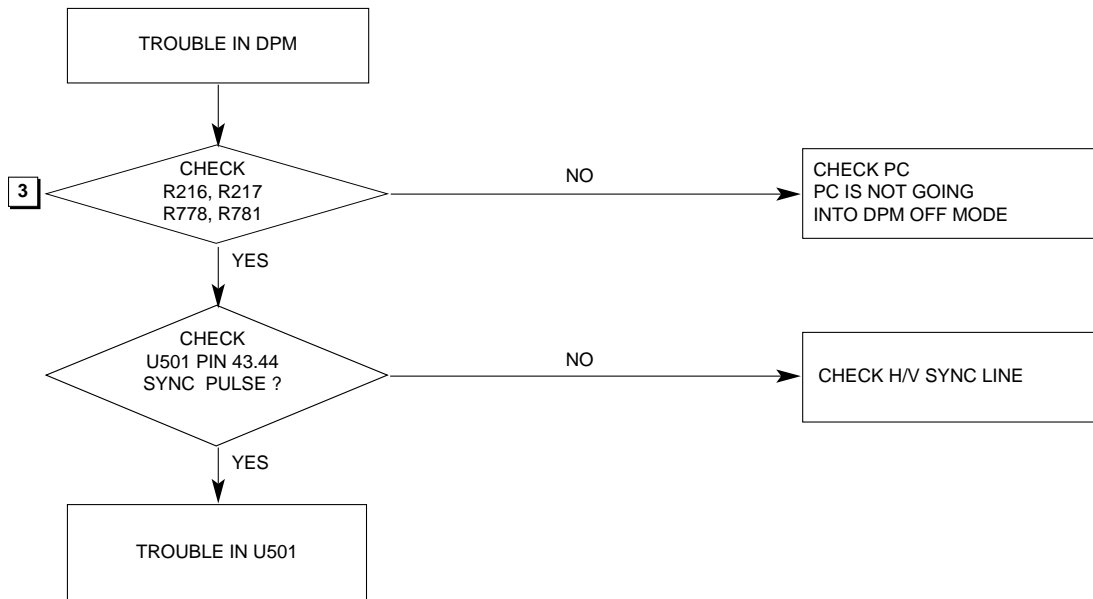 TROUBLE IN DPM
3
CHECK
R216, R217
R778, R781
NO
CHECK PC
PC IS NOT GOING
INTO DPM OFF MODE
YES
CHECK
U501 PIN 43.44
SYNC PULSE ?
NO
CHECK H/V SYNC LINE
YES
TROUBLE IN U501